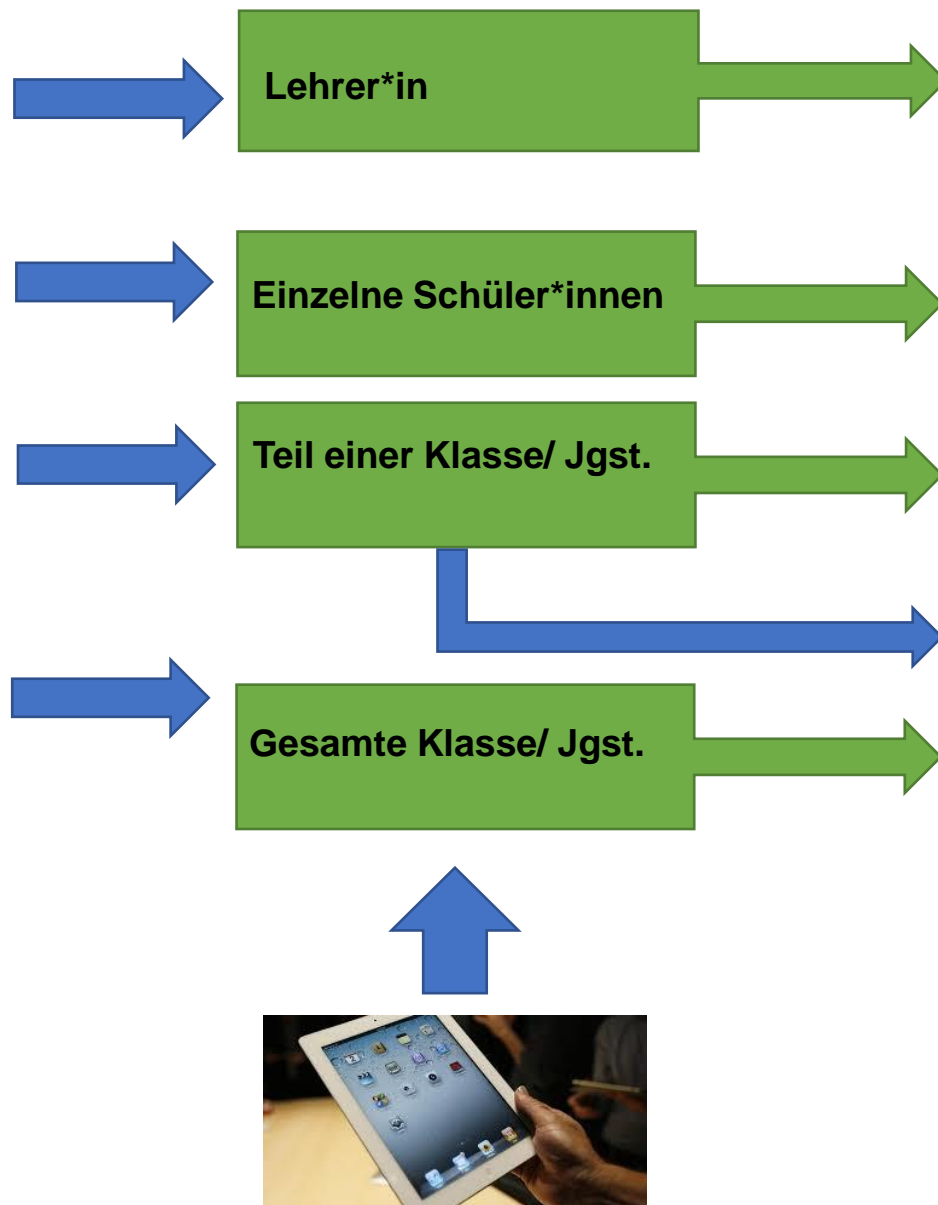 Lehrer*in
Einzelne Schüler*innen
Teil einer Klasse/ Jgst.
Gesamte Klasse/ Jgst.